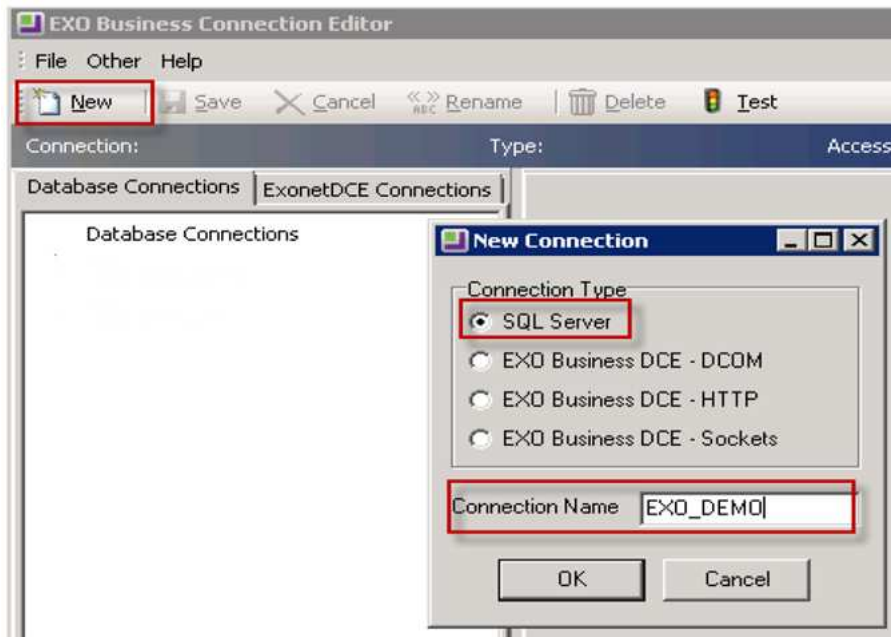 EXO Business Connection Editor
File Other Help
New Save Cancel Rename Delete Test
Connection: Type: Access
Database Connections ExonetDCE Connections
Database Connections
New Connection
Connection Type
SQL Server
EXO Business DCE - DCOM
EXO Business DCE - HTTP
EXO Business DCE - Sockets
Connection Name EXO_DEMO
OK Cancel